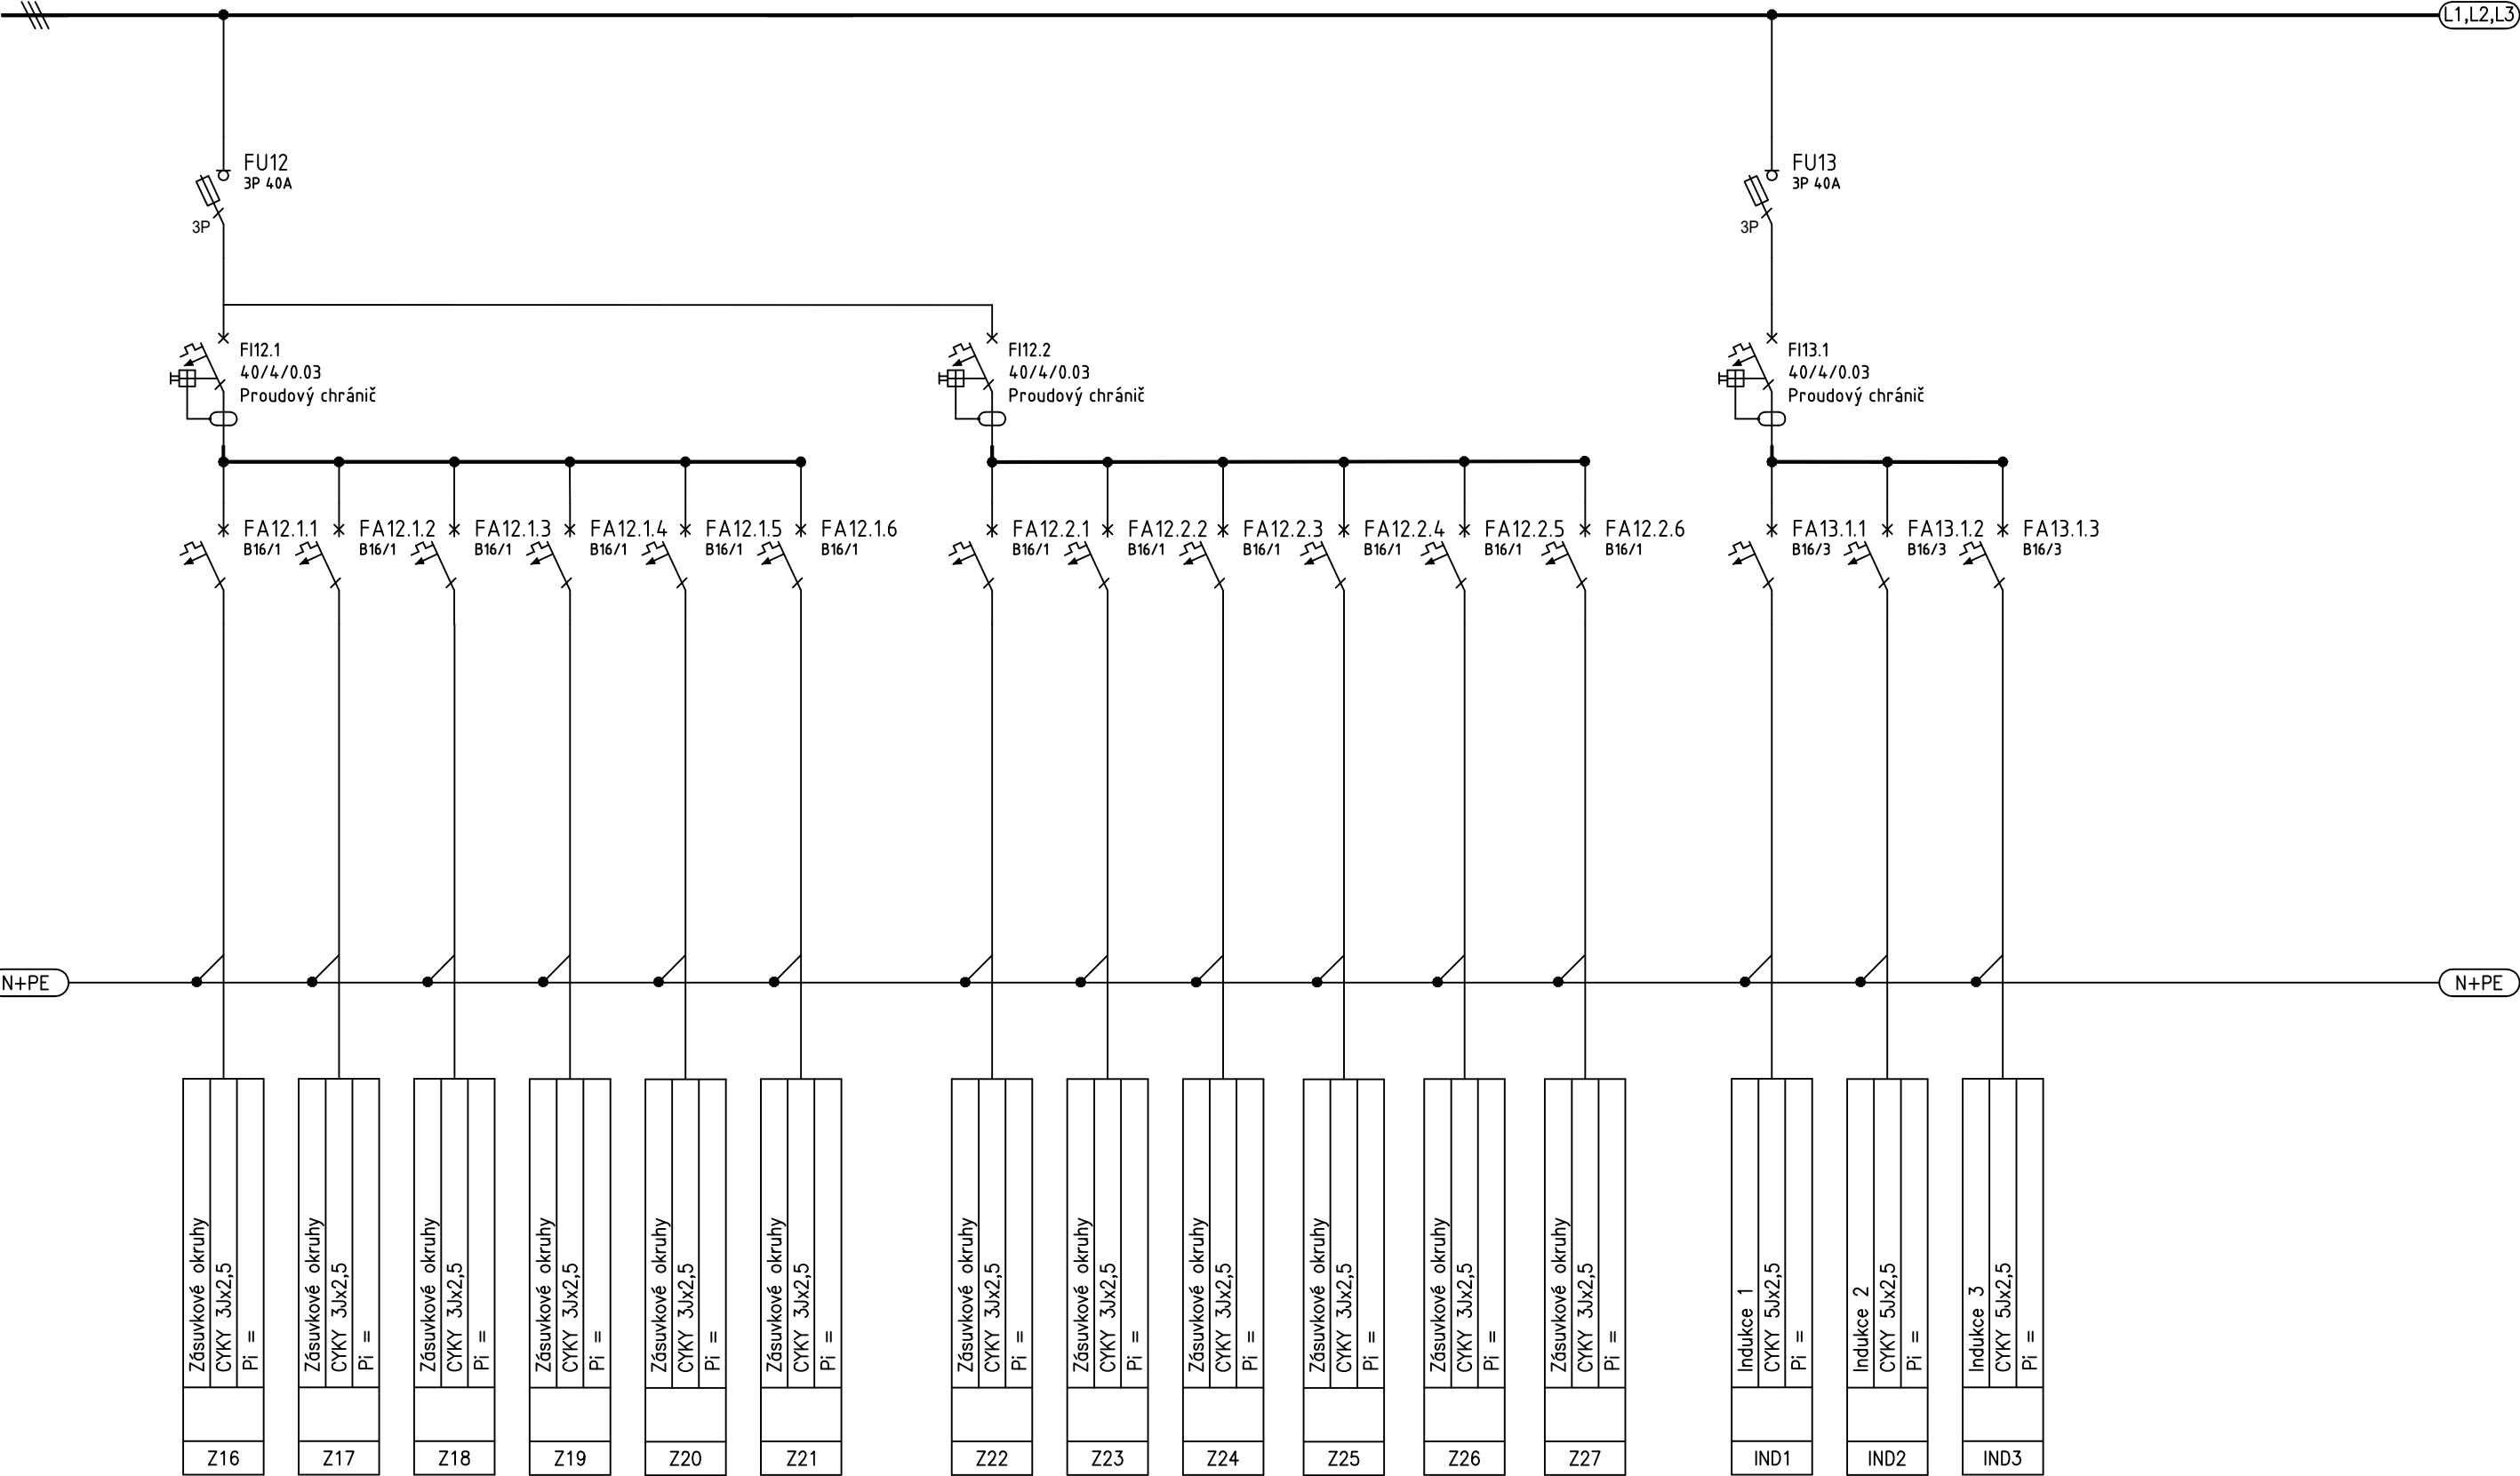 L1,L2,L3
FU12
3P 40A
3P
FU13
3P 40A
3P
FI12.1
40/4/0.03
Proudový chránič
FI12.2
40/4/0.03
Proudový chránič
FI13.1
40/4/0.03
Proudový chránič
FA12.1.1
B16/1
FA12.1.2
B16/1
FA12.1.3
B16/1
FA12.1.4
B16/1
FA12.1.5
B16/1
FA12.1.6
B16/1
FA12.2.1
B16/1
FA12.2.2
B16/1
FA12.2.3
B16/1
FA12.2.4
B16/1
FA12.2.5
B16/1
FA12.2.6
B16/1
FA13.1.1
B16/3
FA13.1.2
B16/3
FA13.1.3
B16/3
N+PE
N+PE
Zásuvkové okruhy
CYKY 3Jx2,5
Pi =
Z16
Zásuvkové okruhy
CYKY 3Jx2,5
Pi =
Z17
Zásuvkové okruhy
CYKY 3Jx2,5
Pi =
Z18
Zásuvkové okruhy
CYKY 3Jx2,5
Pi =
Z19
Zásuvkové okruhy
CYKY 3Jx2,5
Pi =
Z20
Zásuvkové okruhy
CYKY 3Jx2,5
Pi =
Z21
Zásuvkové okruhy
CYKY 3Jx2,5
Pi =
Z22
Zásuvkové okruhy
CYKY 3Jx2,5
Pi =
Z23
Zásuvkové okruhy
CYKY 3Jx2,5
Pi =
Z24
Zásuvkové okruhy
CYKY 3Jx2,5
Pi =
Z25
Zásuvkové okruhy
CYKY 3Jx2,5
Pi =
Z26
Zásuvkové okruhy
CYKY 3Jx2,5
Pi =
Z27
Indukce 1
CYKY 5Jx2,5
Pi =
IND1
Indukce 2
CYKY 5Jx2,5
Pi =
IND2
Indukce 3
CYKY 5Jx2,5
Pi =
IND3